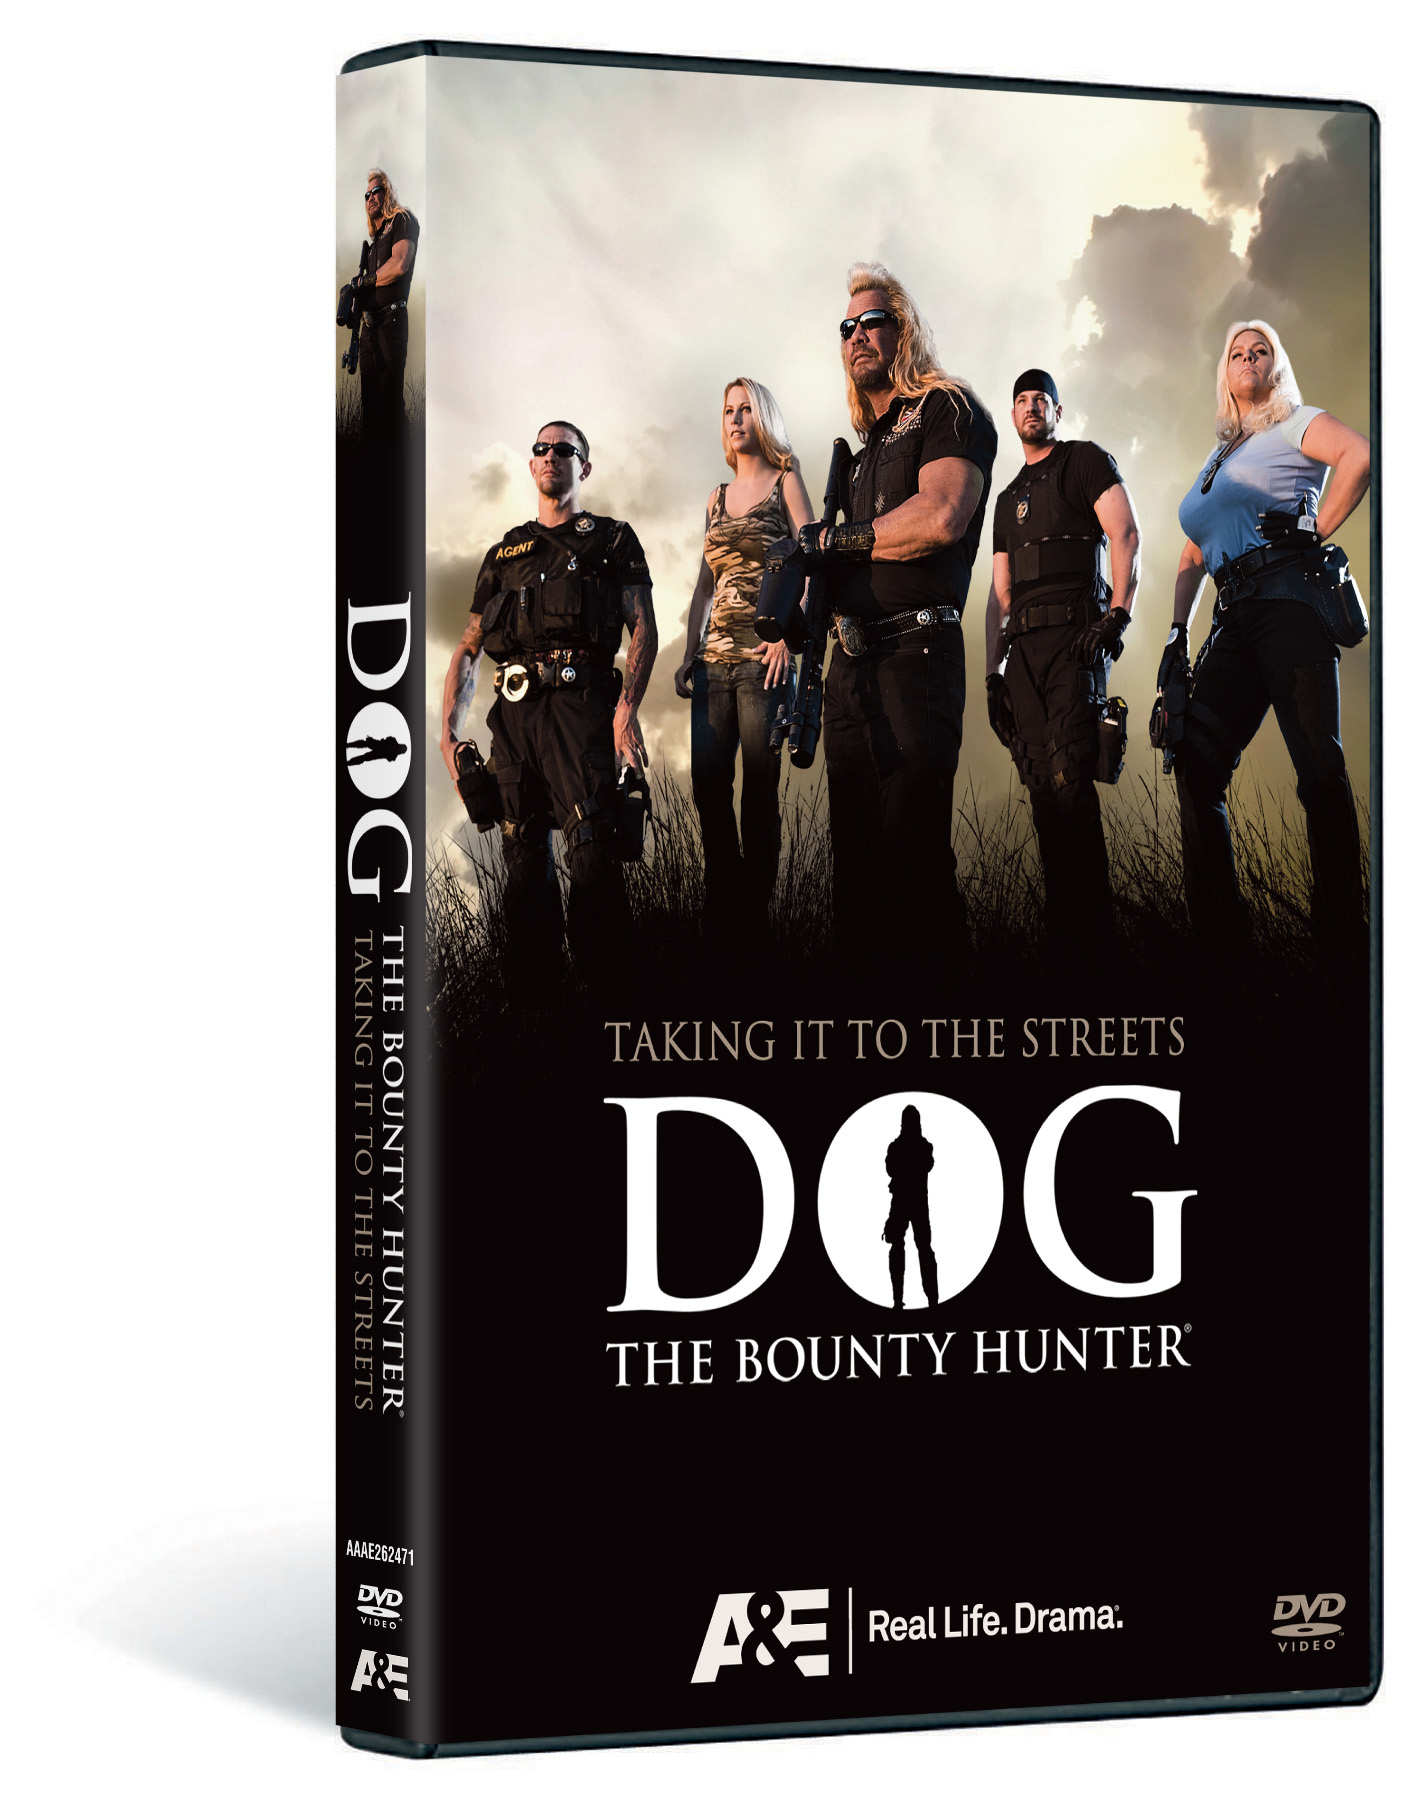 DOG
THE BOUNTY HUNTER®
TAKING IT TO THE STREETS
AAAE262471
DVD
VIDEO
A&E
AGENT
TAKING IT TO THE STREETS
DOG
THE BOUNTY HUNTER®
A&E Real Life. Drama.®
DVD™
VIDEO